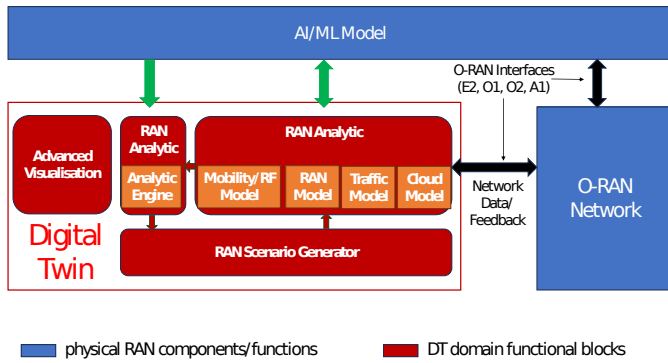 AI/ML Model
O-RAN Interfaces
(E2, O1, O2, A1)
Advanced
Visualisation
RAN
Analytic
Analytic
Engine
RAN Analytic
Mobility/RF
Model
RAN
Model
Traffic
Model
Cloud
Model
Network
Data/
Feedback
O-RAN
Network
Digital
Twin
RAN Scenario Generator
physical RAN components/functions
DT domain functional blocks